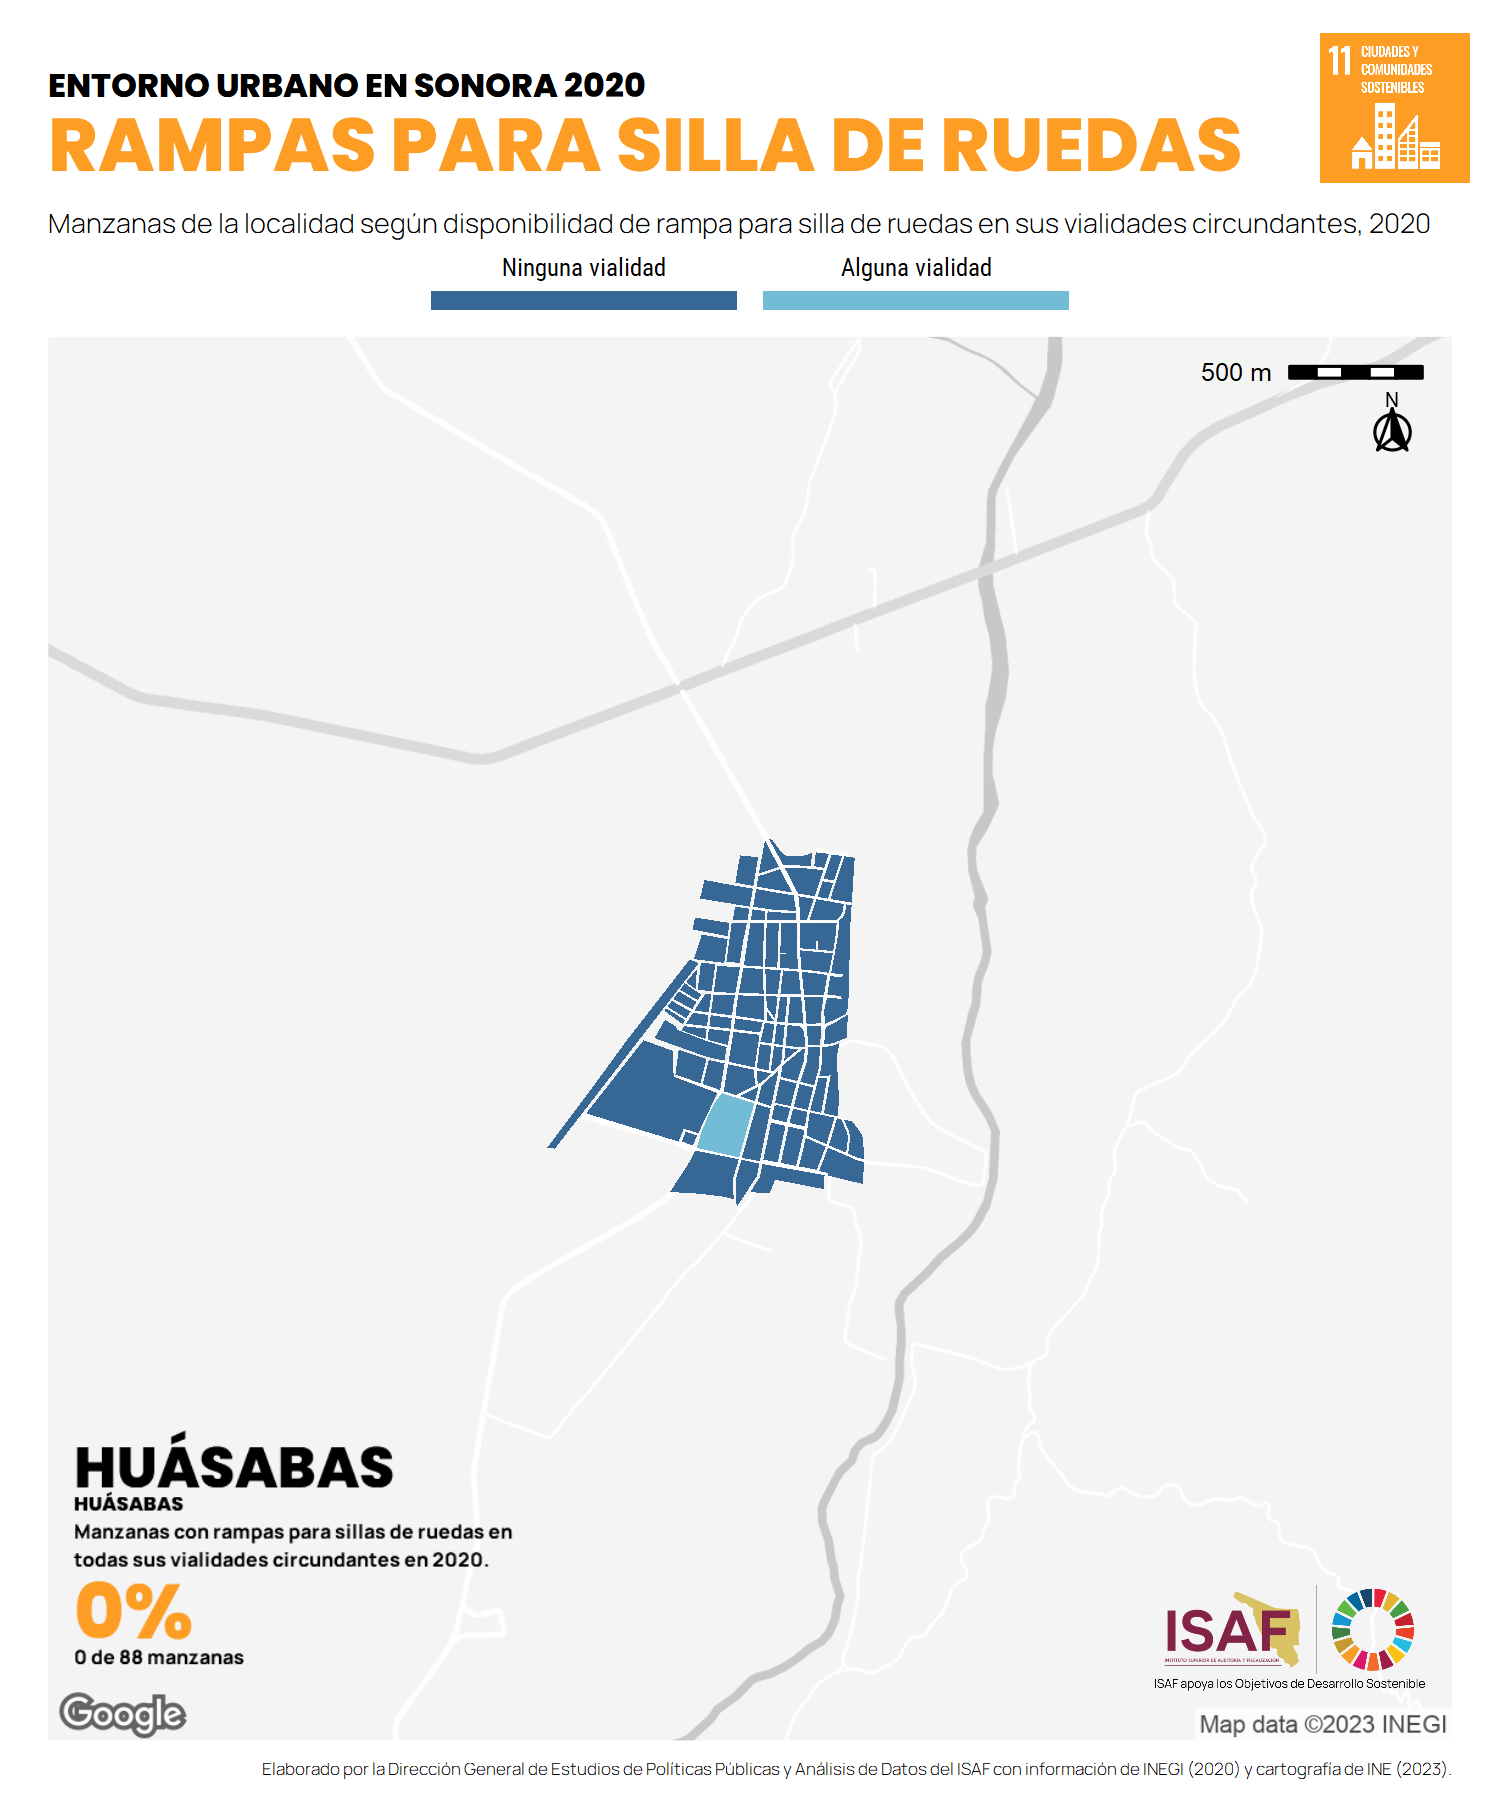 ENTORNO URBANO EN SONORA 2020
RAMPAS PARA SILLA DE RUEDAS
11 CIUDADES Y
COMUNIDADES
SOSTENIBLES
Manzanas de la localidad según disponibilidad de rampa para silla de ruedas en sus vialidades circundantes, 2020
Ninguna vialidad
Alguna vialidad
500 m
N
HUÁSABAS
HUÁSABAS
Manzanas con rampas para sillas de ruedas en
todas sus vialidades circundantes en 2020.
0%
0 de 88 manzanas
ISAF
INSTITUTO SUPERIOR DE AUDITORÍA Y FISCALIZACIÓN
ISAF apoya los Objetivos de Desarrollo Sostenible
Google
Map data ©2023 INEGI
Elaborado por la Dirección General de Estudios de Políticas Públicas y Análisis de Datos del ISAF con información de INEGI (2020) y cartografía de INE (2023).